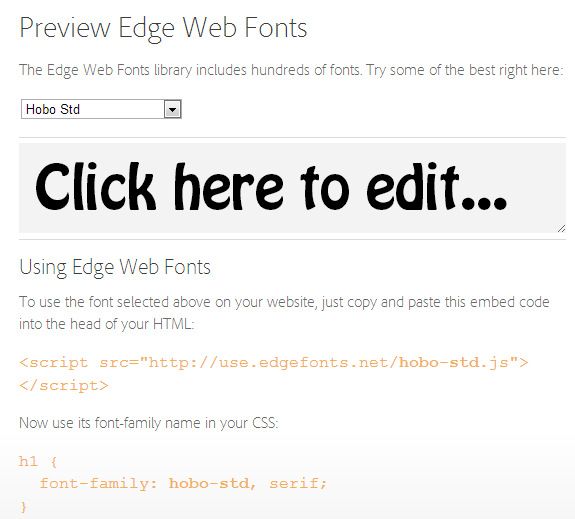 Preview Edge Web Fonts
The Edge Web Fonts library includes hundreds of fonts. Try some of the best right here:
Hobo Std
Click here to edit...
Using Edge Web Fonts
To use the font selected above on your website, just copy and paste this embed code
into the head of your HTML:
<script src="http://use.edgefonts.net/hobo-std.js">
</script>
Now use its font-family name in your CSS:
h1 {
  font-family: hobo-std, serif;
}